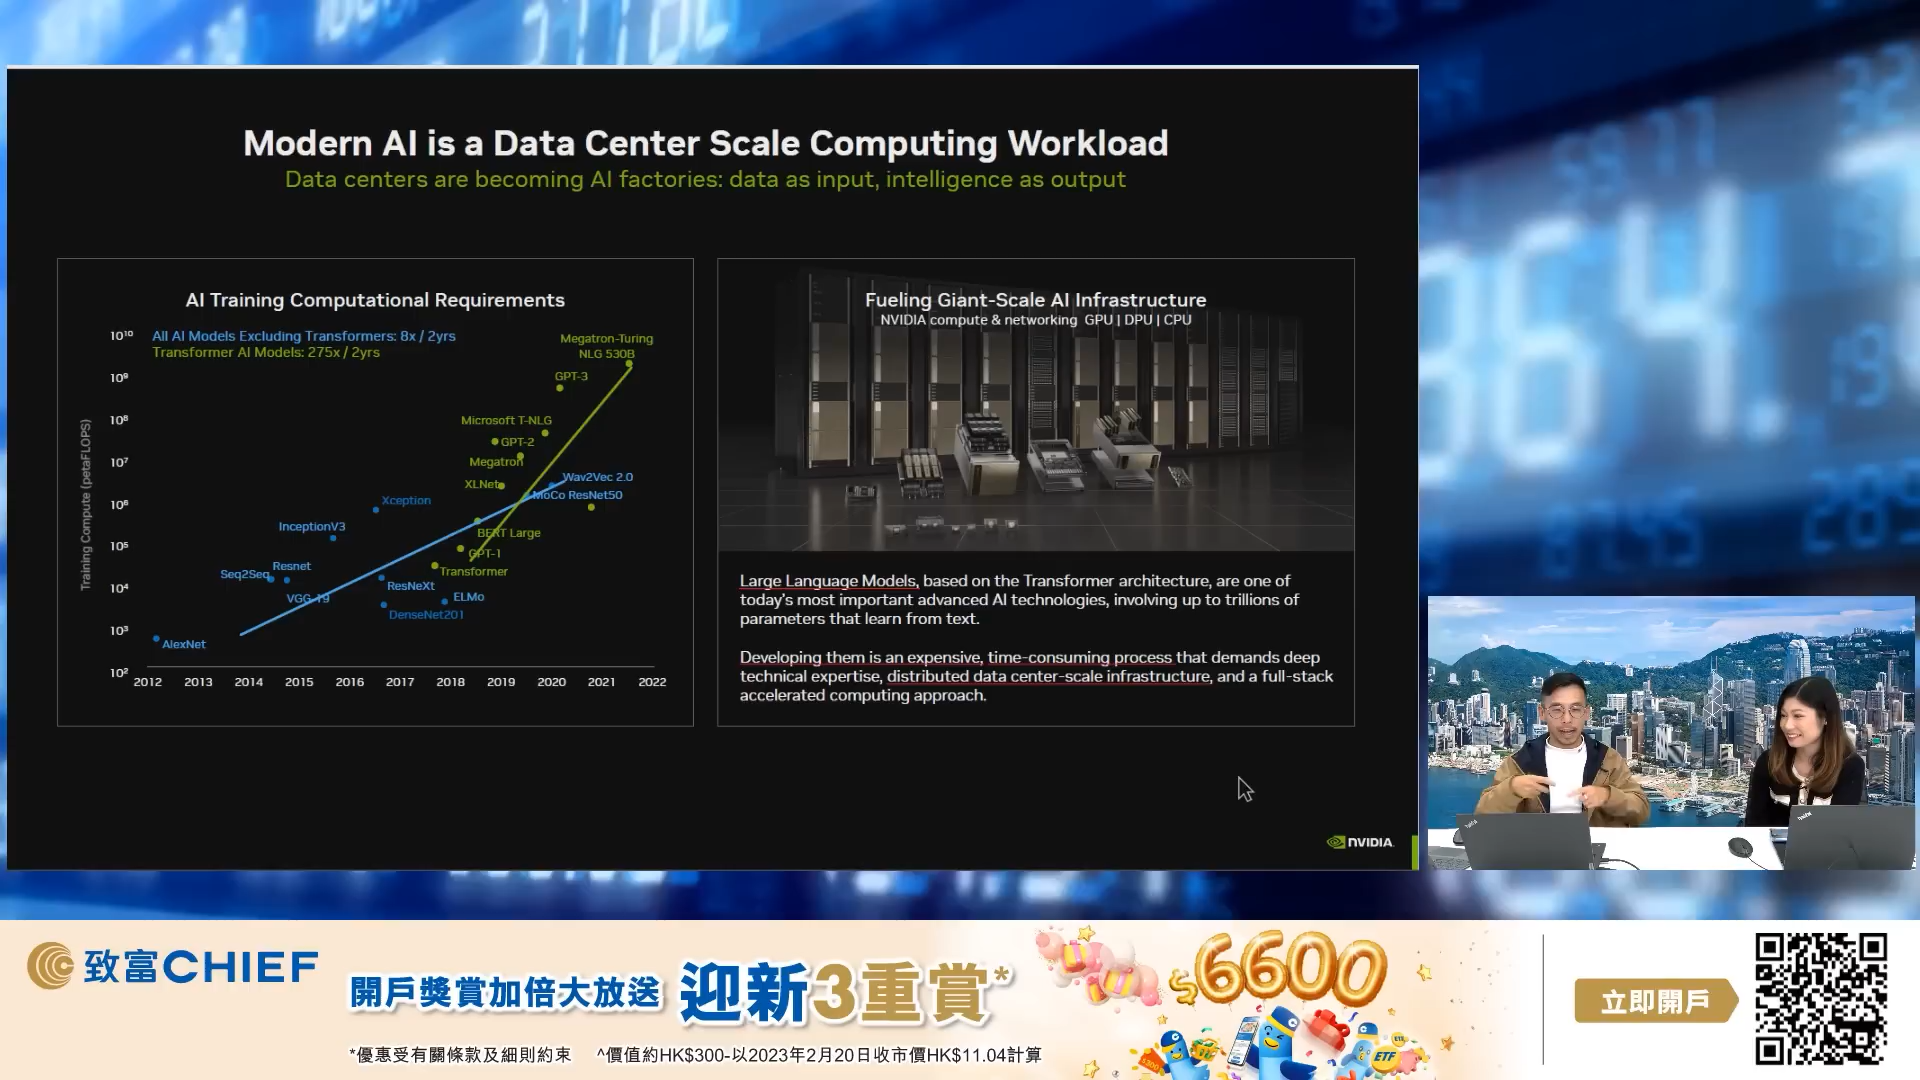 Modern AI is a Data Center Scale Computing Workload
Data centers are becoming AI factories: data as input, intelligence as output
AI Training Computational Requirements
All AI Models Excluding Transformers: 8x / 2yrs
Transformer AI Models: 275x / 2yrs
Training Compute (petaFLOPS)
10¹⁰
10⁹
10⁸
10⁷
10⁶
10⁵
10⁴
10³
10²
Megatron-Turing
NLG 530B
GPT-3
Microsoft T-NLG
GPT-2
Megatron
XLNet
Wav2Vec 2.0
MoCo ResNet50
Xception
InceptionV3
BERT Large
GPT-1
Transformer
Resnet
Seq2Seq
VGG-19
ResNeXt
ELMo
DenseNet201
AlexNet
2012 2013 2014 2015 2016 2017 2018 2019 2020 2021 2022
Fueling Giant-Scale AI Infrastructure
NVIDIA compute & networking GPU | DPU | CPU
Large Language Models, based on the Transformer architecture, are one of
today's most important advanced AI technologies, involving up to trillions of
parameters that learn from text.
Developing them is an expensive, time-consuming process that demands deep
technical expertise, distributed data center-scale infrastructure, and a full-stack
accelerated computing approach.
NVIDIA.
致富CHIEF
開戶獎賞加倍大放送 迎新3重賞*
$6600
立即開戶
*優惠受有關條款及細則約束 ^價值約HK$300-以2023年2月20日收市價HK$11.04計算
ETF